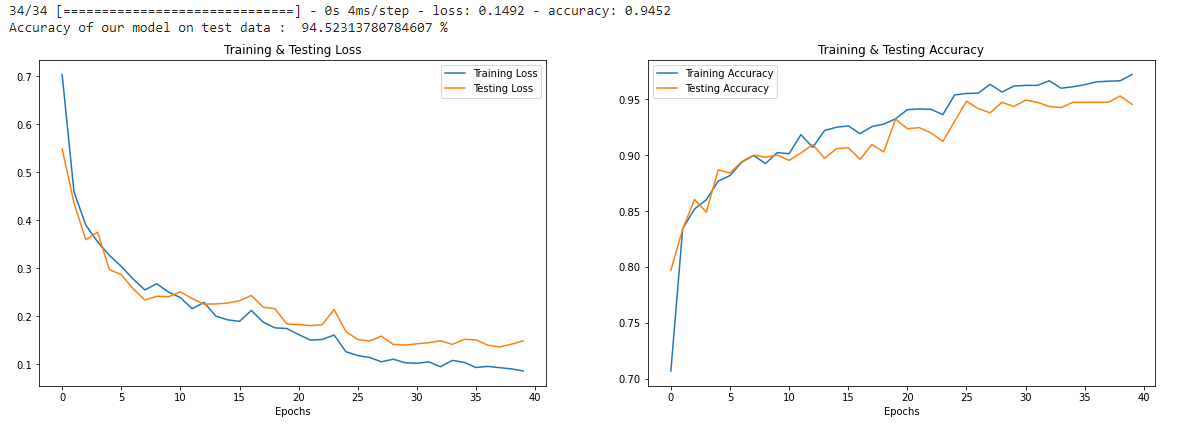 34/34 [==============================] - 0s 4ms/step - loss: 0.1492 - accuracy: 0.9452
Accuracy of our model on test data :  94.52313780784607 %
Training & Testing Loss
Training Loss
Testing Loss
0.7
0.6
0.5
0.4
0.3
0.2
0.1
0 5 10 15 20 25 30 35 40
Epochs
Training & Testing Accuracy
Training Accuracy
Testing Accuracy
0.95
0.90
0.85
0.80
0.75
0.70
0 5 10 15 20 25 30 35 40
Epochs